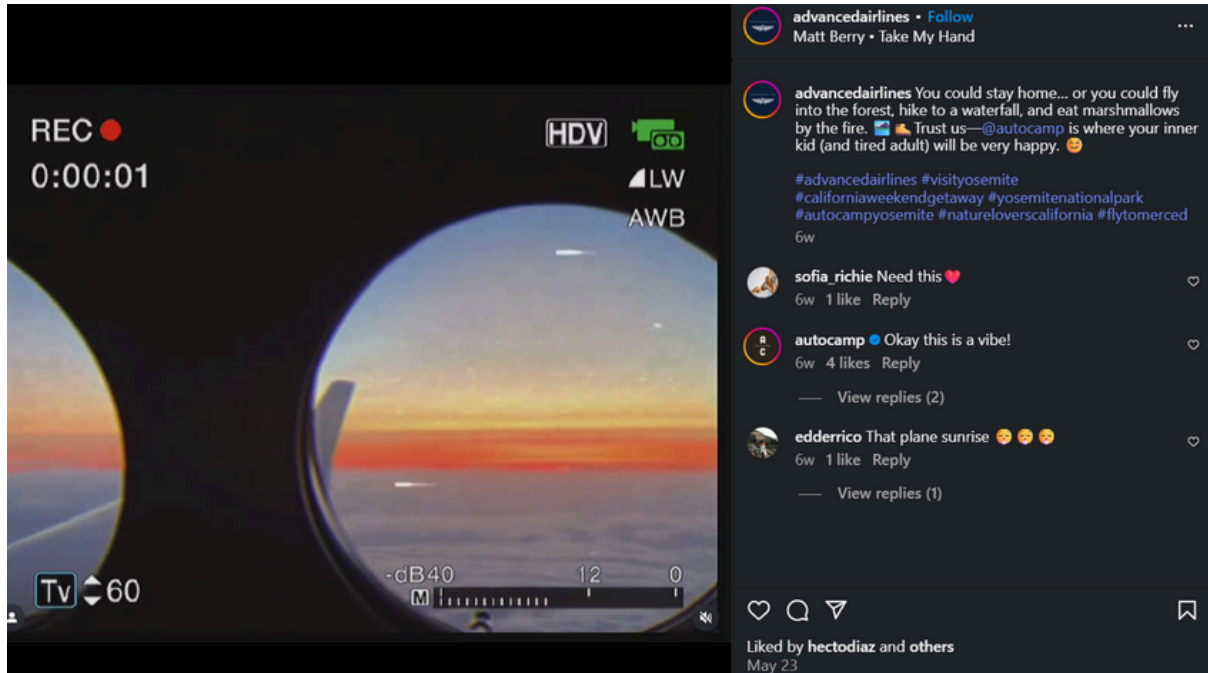 REC
0:00:01
HDV
LW
AWB
Tv 60
-dB40 12 0
M
advancedairlines • Follow
Matt Berry • Take My Hand
advancedairlines You could stay home... or you could fly
into the forest, hike to a waterfall, and eat marshmallows
by the fire. 🏞️ 🥾 Trust us—@autocamp is where your inner
kid (and tired adult) will be very happy. 😄
#advancedairlines #visityosemite
#californiaweekendgetaway #yosemitenationalpark
#autocampyosemite #natureloverscalifornia #flytomerced
6w
sofia_richie Need this❤️
6w 1 like Reply
A
C
autocamp Okay this is a vibe!
6w 4 likes Reply
View replies (2)
edderrico That plane sunrise 😍 😍 😍
6w 1 like Reply
View replies (1)
Liked by hectodiaz and others
May 23